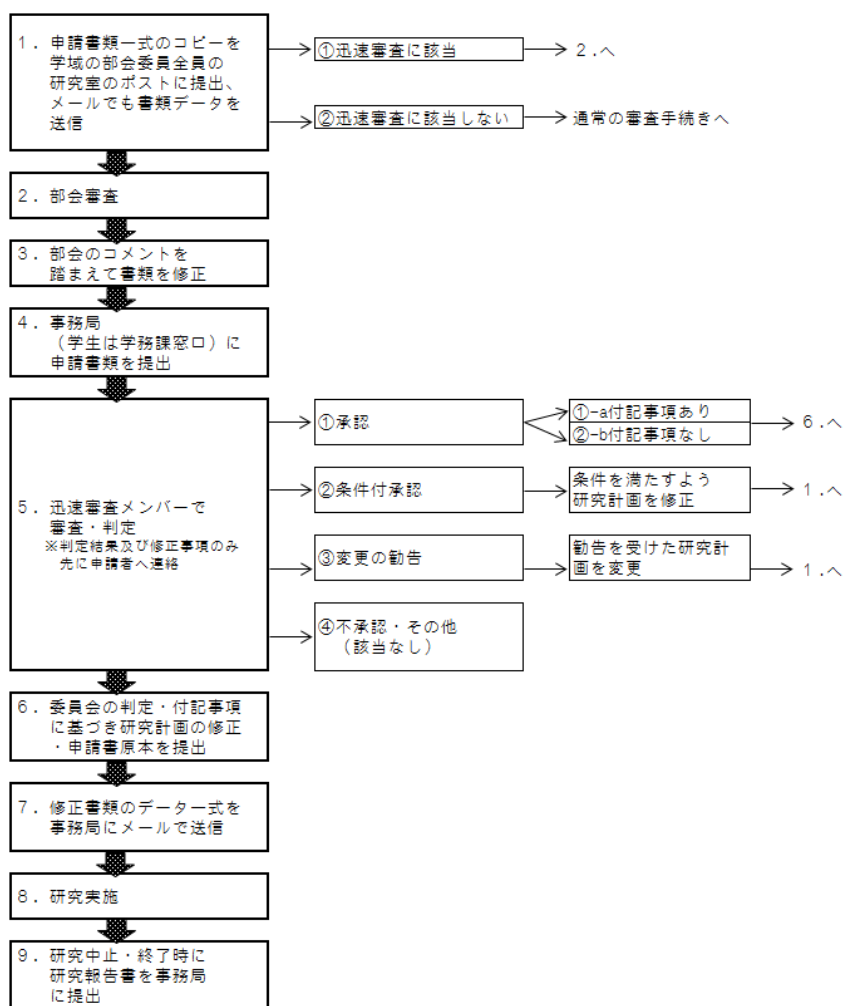 1．申請書類一式のコピーを
学域の部会委員全員の
研究室のポストに提出、
メールでも書類データを
送信
①迅速審査に該当
2．へ
②迅速審査に該当しない
通常の審査手続きへ
2．部会審査
3．部会のコメントを
踏まえて書類を修正
4．事務局
（学生は学務課窓口）に
申請書類を提出
5．迅速審査メンバーで
審査・判定
※判定結果及び修正事項のみ
先に申請者へ連絡
①承認
①-a付記事項あり
②-b付記事項なし
6．へ
②条件付承認
条件を満たすよう
研究計画を修正
1．へ
③変更の勧告
勧告を受けた研究計
画を変更
1．へ
④不承認・その他
（該当なし）
6．委員会の判定・付記事項
に基づき研究計画の修正
・申請書原本を提出
7．修正書類のデーター式を
事務局にメールで送信
8．研究実施
9．研究中止・終了時に
研究報告書を事務局
に提出